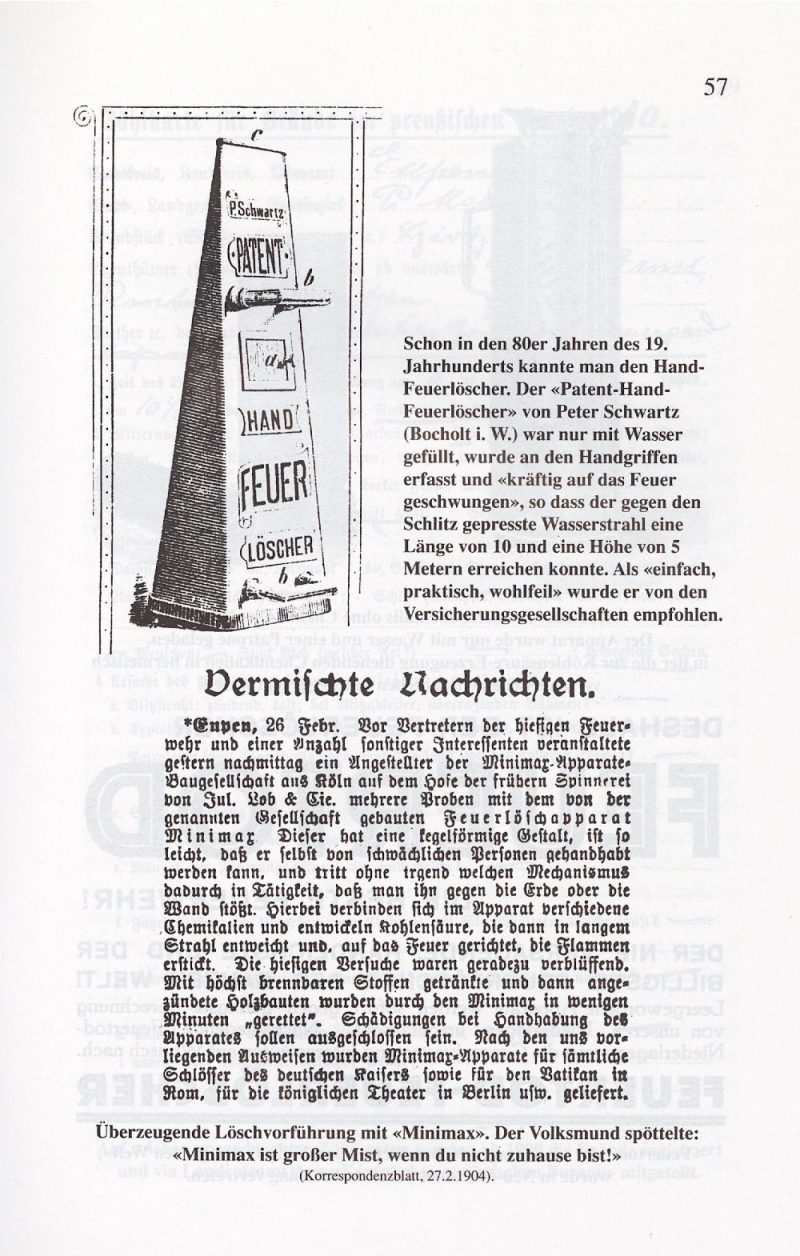 57
c
P. Schwartz
PATENT
b
a
HAND
FEUER
LÖSCHER
b
Schon in den 80er Jahren des 19.
Jahrhunderts kannte man den Hand-
Feuerlöscher. Der «Patent-Hand-
Feuerlöscher» von Peter Schwartz
(Bocholt i. W.) war nur mit Wasser
gefüllt, wurde an den Handgriffen
erfasst und «kräftig auf das Feuer
geschwungen», so dass der gegen den
Schlitz gepresste Wasserstrahl eine
Länge von 10 und eine Höhe von 5
Metern erreichen konnte. Als «einfach,
praktisch, wohlfeil» wurde er von den
Versicherungsgesellschaften empfohlen.
Vermischte Nachrichten.
*Eupen, 26 Febr. Vor Vertretern der hiesigen Feuer-
wehr und einer Anzahl sonstiger Interessenten veranstaltete
gestern nachmittag ein Angestellter der Minimax-Apparate-
Baugesellschaft aus Köln auf dem Hofe der frühern Spinnerei
von Jul. Lob & Cie. mehrere Proben mit dem von der
genannten Gesellschaft gebauten Feuerlöschapparat
Minimax. Dieser hat eine kegelförmige Gestalt, ist so
leicht, daß er selbst von schwächlichen Personen gehandhabt
werden kann, und tritt ohne irgend welchen Mechanismus
dadurch in Tätigkeit, daß man ihn gegen die Erde oder die
Wand stößt. Hierbei verbinden sich im Apparat verschiedene
Chemikalien und entwickeln Kohlensäure, die dann in langem
Strahl entweicht und, auf das Feuer gerichtet, die Flammen
erstickt. Die hiesigen Versuche waren geradezu verblüffend.
Mit höchst brennbaren Stoffen getränkte und dann ange-
zündete Holzbauten wurden durch den Minimax in wenigen
Minuten „gerettet". Schädigungen bei Handhabung des
Apparates sollen ausgeschlossen sein. Nach den uns vor-
liegenden Ausweisen wurden Minimax-Apparate für sämtliche
Schlösser des deutschen Kaisers sowie für den Vatikan in
Rom, für die königlichen Theater in Berlin usw. geliefert.
Überzeugende Löschvorführung mit «Minimax». Der Volksmund spöttelte:
«Minimax ist großer Mist, wenn du nicht zuhause bist!»
(Korrespondenzblatt, 27.2.1904).